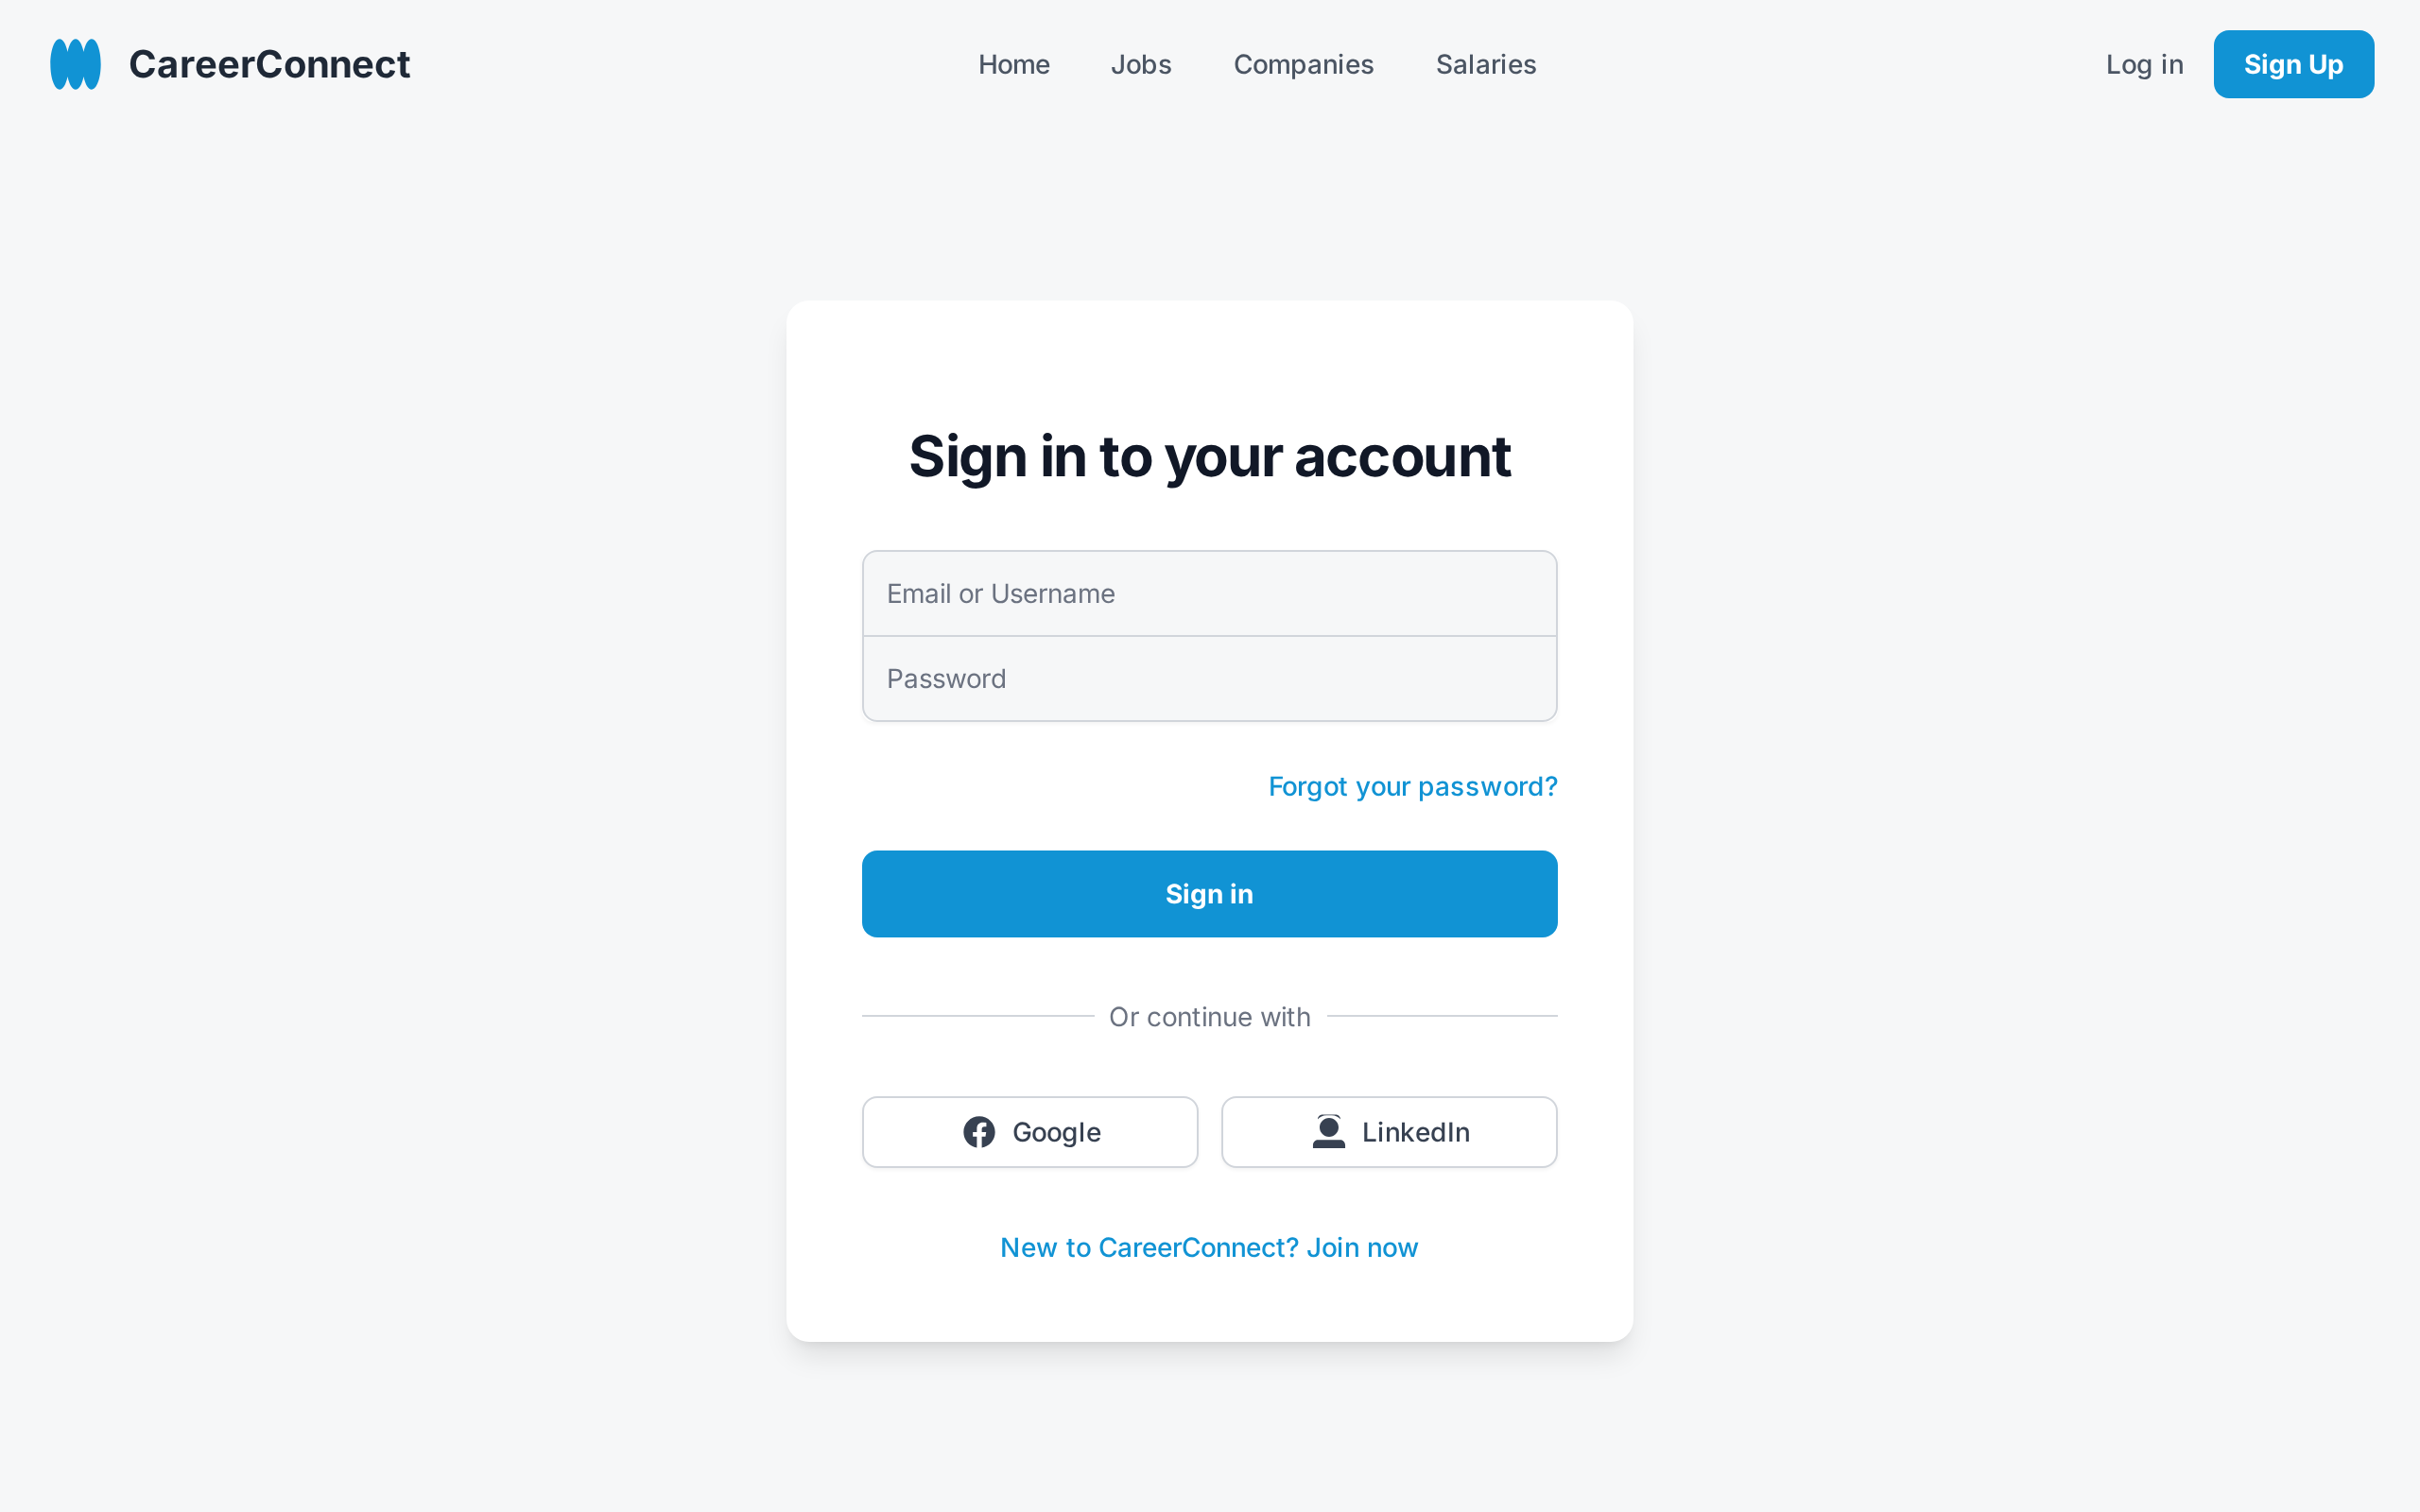 CareerConnect
Home Jobs Companies Salaries
Log in Sign Up
Sign in to your account
Email or Username
Password
Forgot your password?
Sign in
Or continue with
Google LinkedIn
New to CareerConnect? Join now